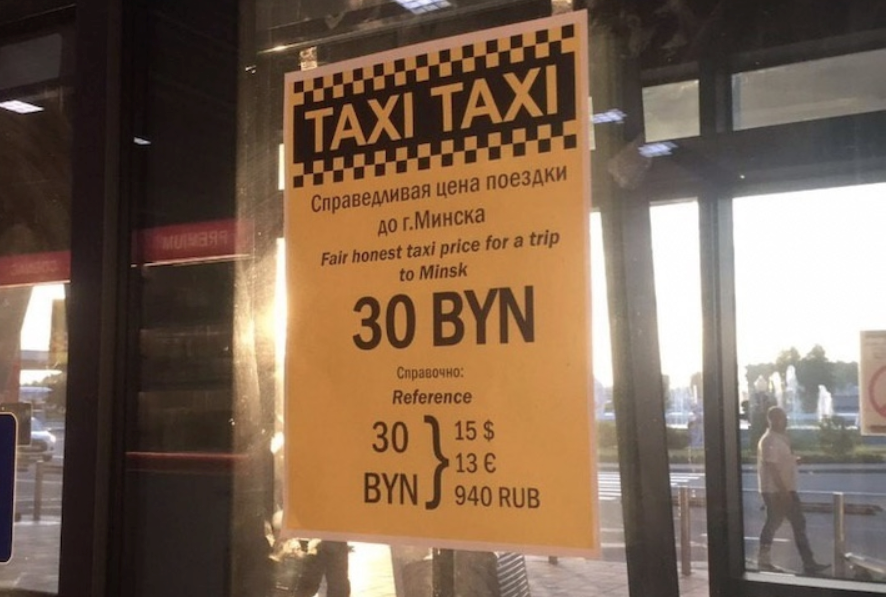 TAXI TAXI
Справедливая цена поездки
до г.Минска
Fair honest taxi price for a trip
to Minsk
30 BYN
Справочно:
Reference
30
BYN
}
15 $
13 €
940 RUB
PREMIUM